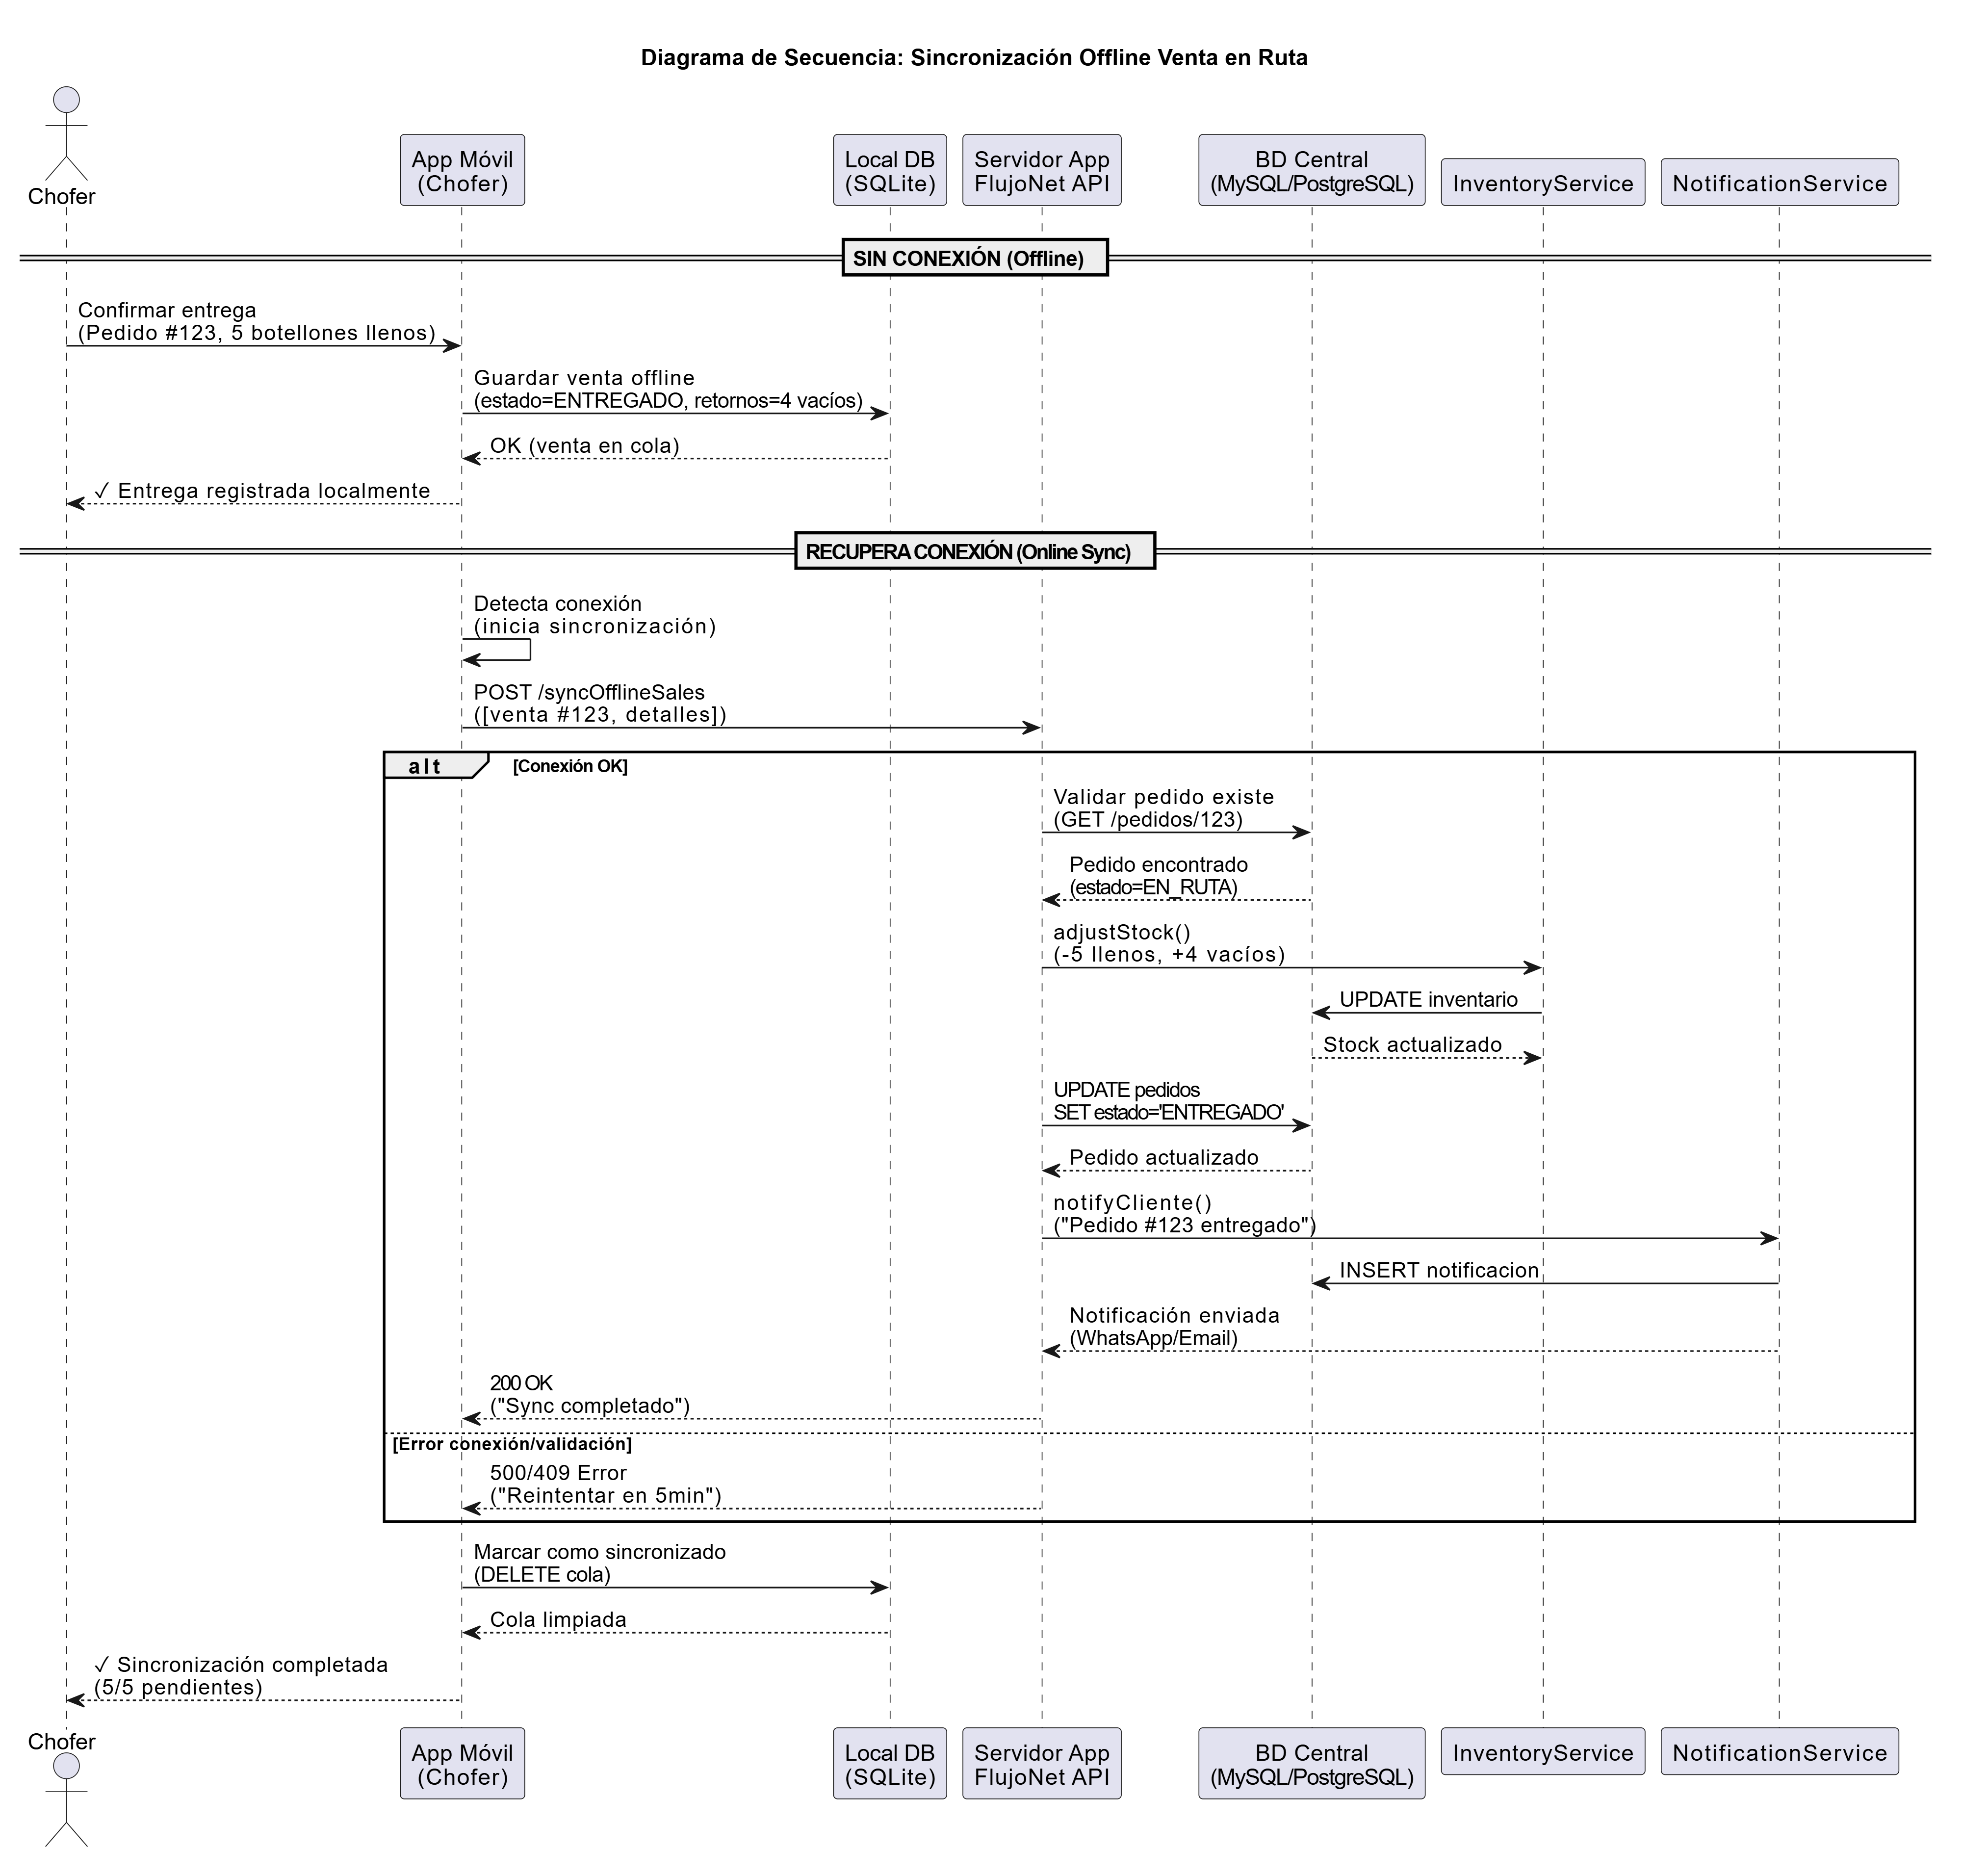 Diagrama de Secuencia: Sincronización Offline Venta en Ruta
Chofer
App Móvil
(Chofer)
Local DB
(SQLite)
Servidor App
FlujoNet API
BD Central
(MySQL/PostgreSQL)
InventoryService
NotificationService
SIN CONEXIÓN (Offline)
Confirmar entrega
(Pedido #123, 5 botellones llenos)
Guardar venta offline
(estado=ENTREGADO, retornos=4 vacíos)
OK (venta en cola)
✓ Entrega registrada localmente
RECUPERA CONEXIÓN (Online Sync)
Detecta conexión
(inicia sincronización)
POST /syncOfflineSales
([venta #123, detalles])
alt
[Conexión OK]
Validar pedido existe
(GET /pedidos/123)
Pedido encontrado
(estado=EN_RUTA)
adjustStock()
(-5 llenos, +4 vacíos)
UPDATE inventario
Stock actualizado
UPDATE pedidos
SET estado='ENTREGADO'
Pedido actualizado
notifyCliente()
("Pedido #123 entregado")
INSERT notificacion
Notificación enviada
(WhatsApp/Email)
200 OK
("Sync completado")
[Error conexión/validación]
500/409 Error
("Reintentar en 5min")
Marcar como sincronizado
(DELETE cola)
Cola limpiada
✓ Sincronización completada
(5/5 pendientes)
Chofer
App Móvil
(Chofer)
Local DB
(SQLite)
Servidor App
FlujoNet API
BD Central
(MySQL/PostgreSQL)
InventoryService
NotificationService